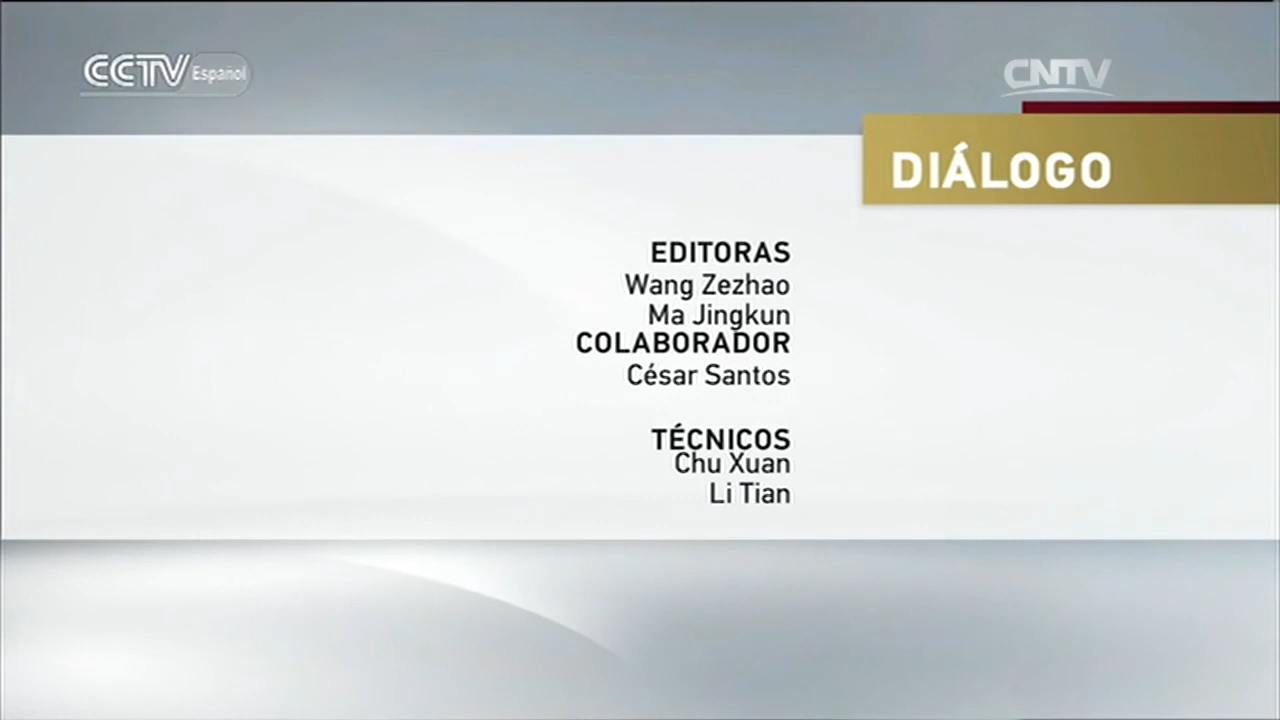 CCTV Español
CNTV
DIÁLOGO
EDITORAS
Wang Zezhao
Ma Jingkun
COLABORADOR
César Santos
TÉCNICOS
Chu Xuan
Li Tian